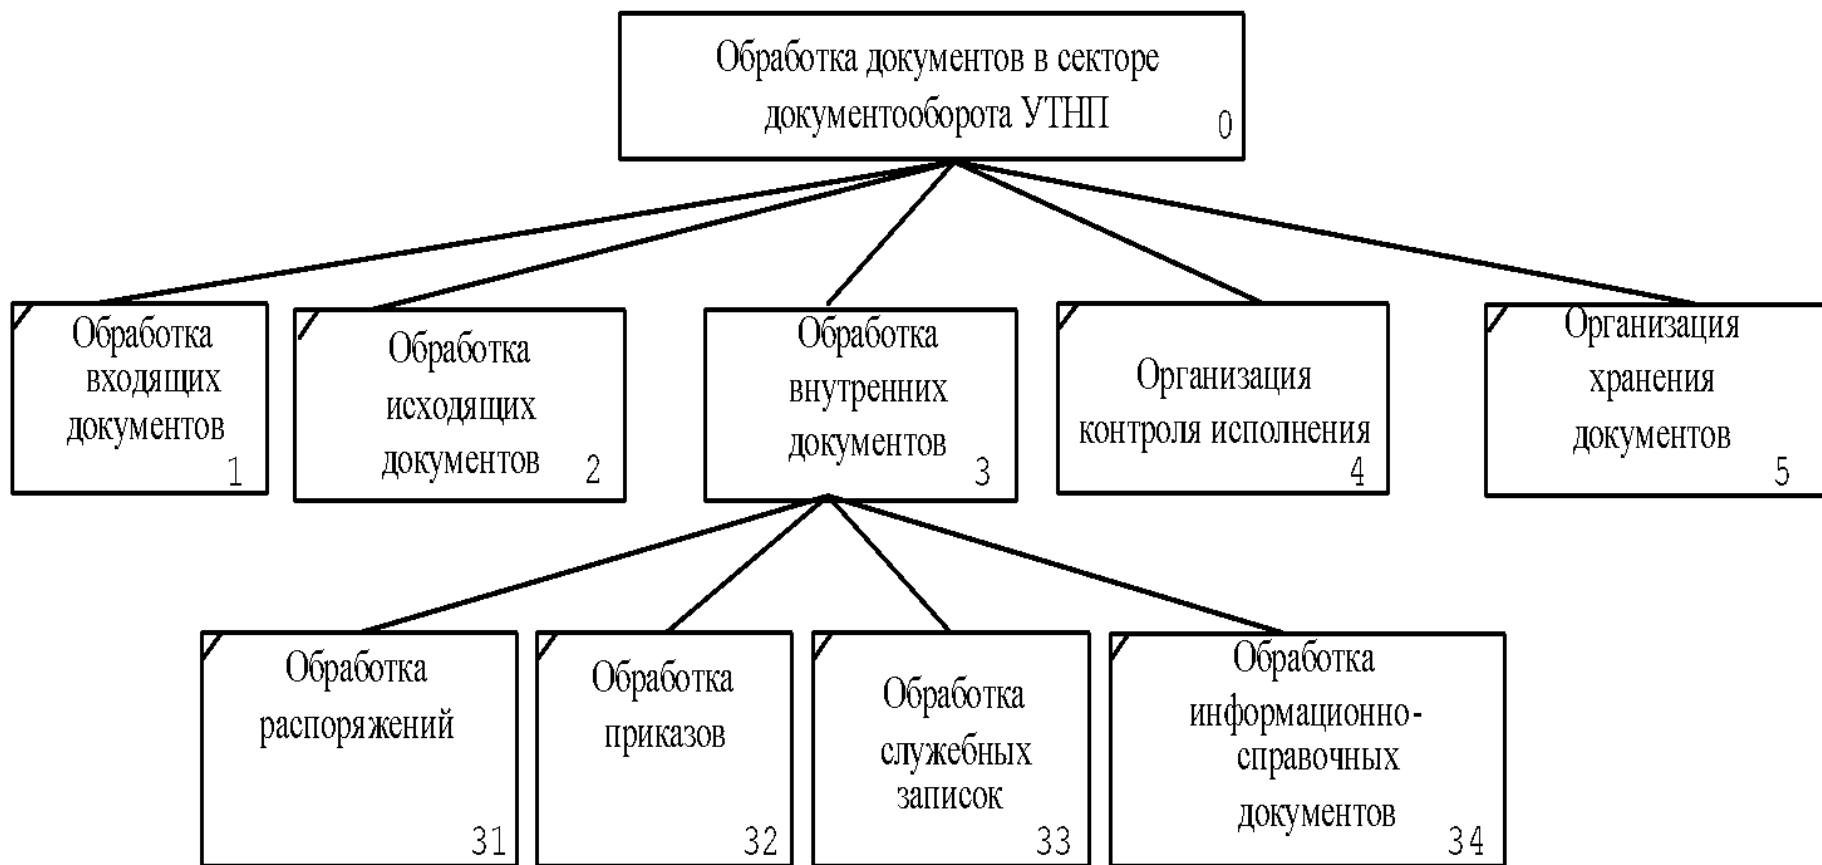 Обработка документов в секторе
документооборота УТНП
0
Обработка
входящих
документов
1
Обработка
исходящих
документов
2
Обработка
внутренних
документов
3
Организация
контроля исполнения
4
Организация
хранения
документов
5
Обработка
распоряжений
31
Обработка
приказов
32
Обработка
служебных
записок
33
Обработка
информационно-
справочных
документов
34